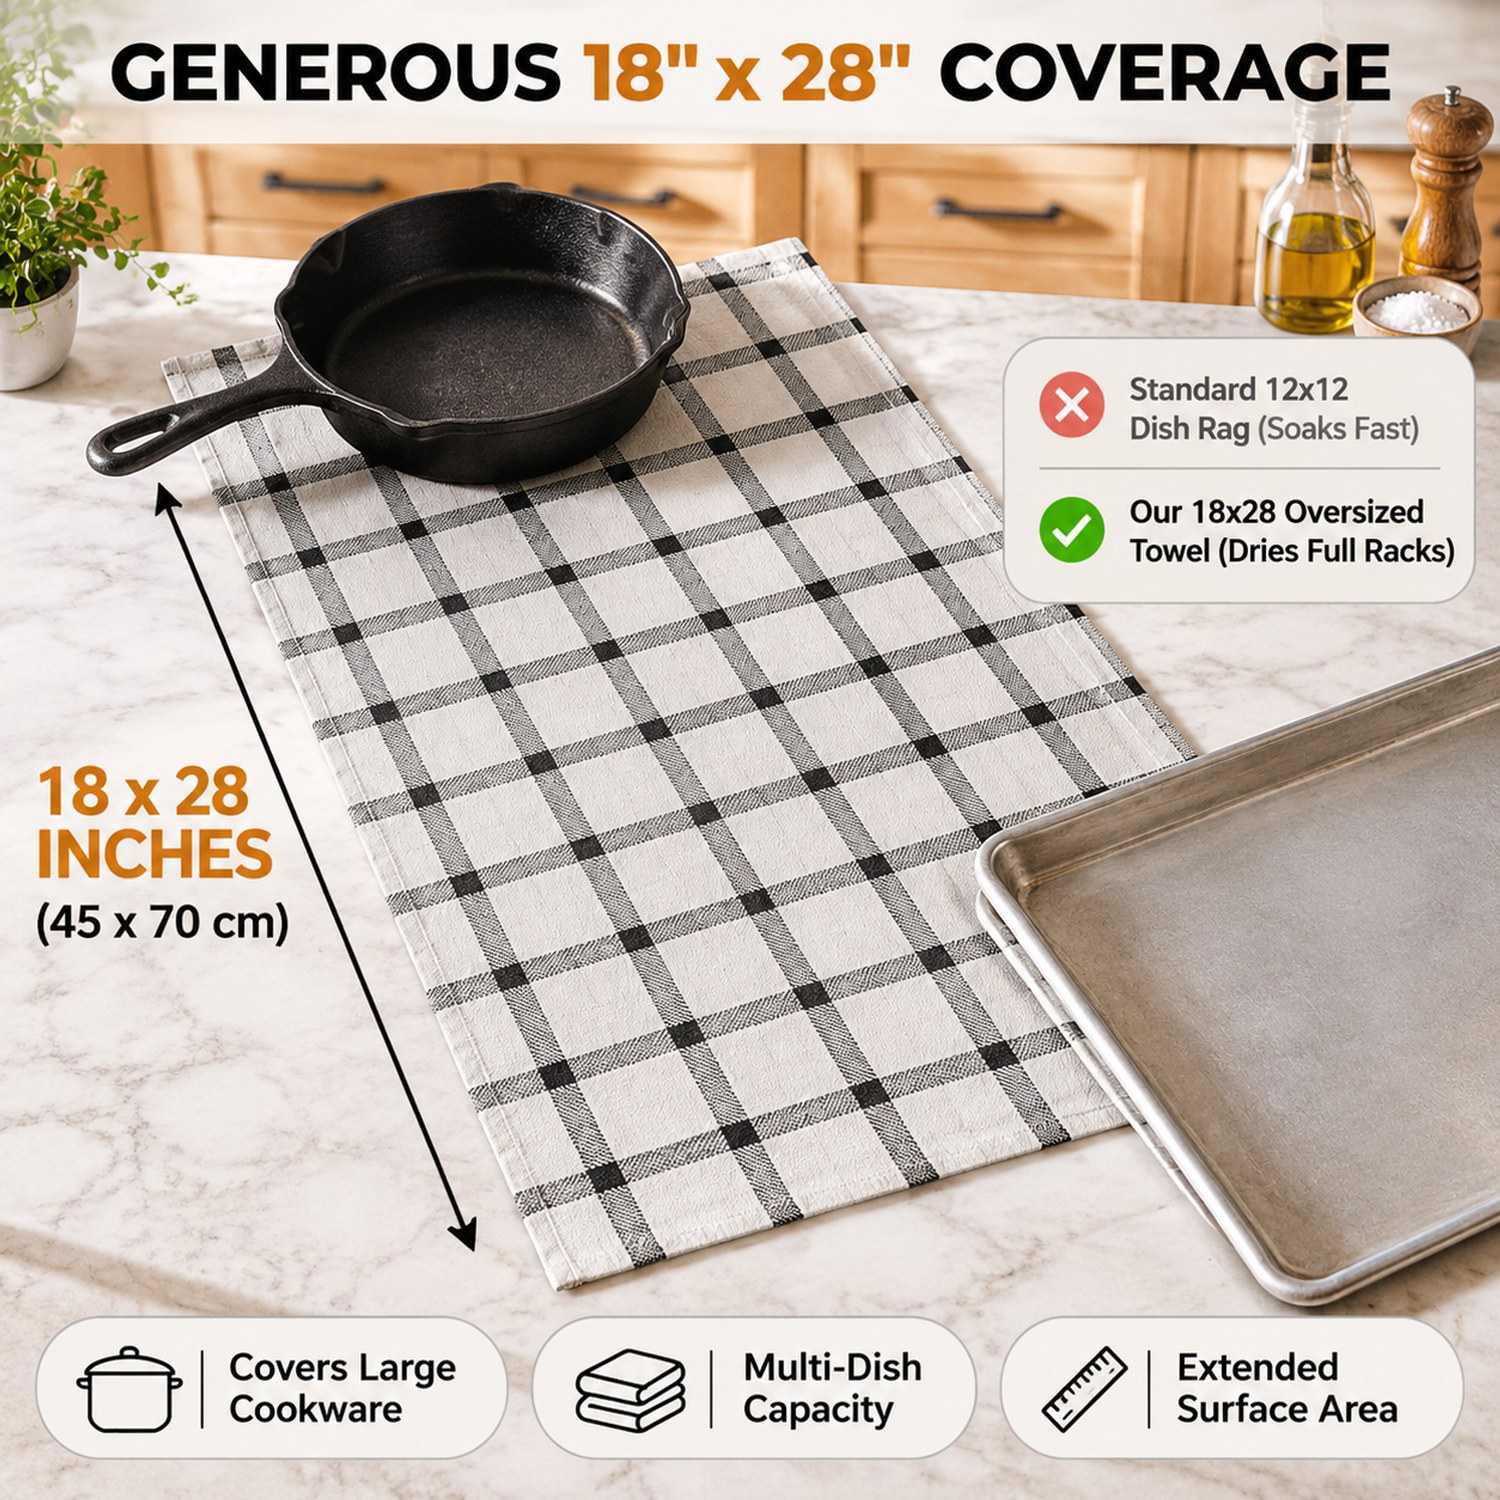 GENEROUS 18" x 28" COVERAGE
Standard 12x12
Dish Rag (Soaks Fast)
Our 18x28 Oversized
Towel (Dries Full Racks)
18 x 28
INCHES
(45 x 70 cm)
Covers Large
Cookware
Multi-Dish
Capacity
Extended
Surface Area